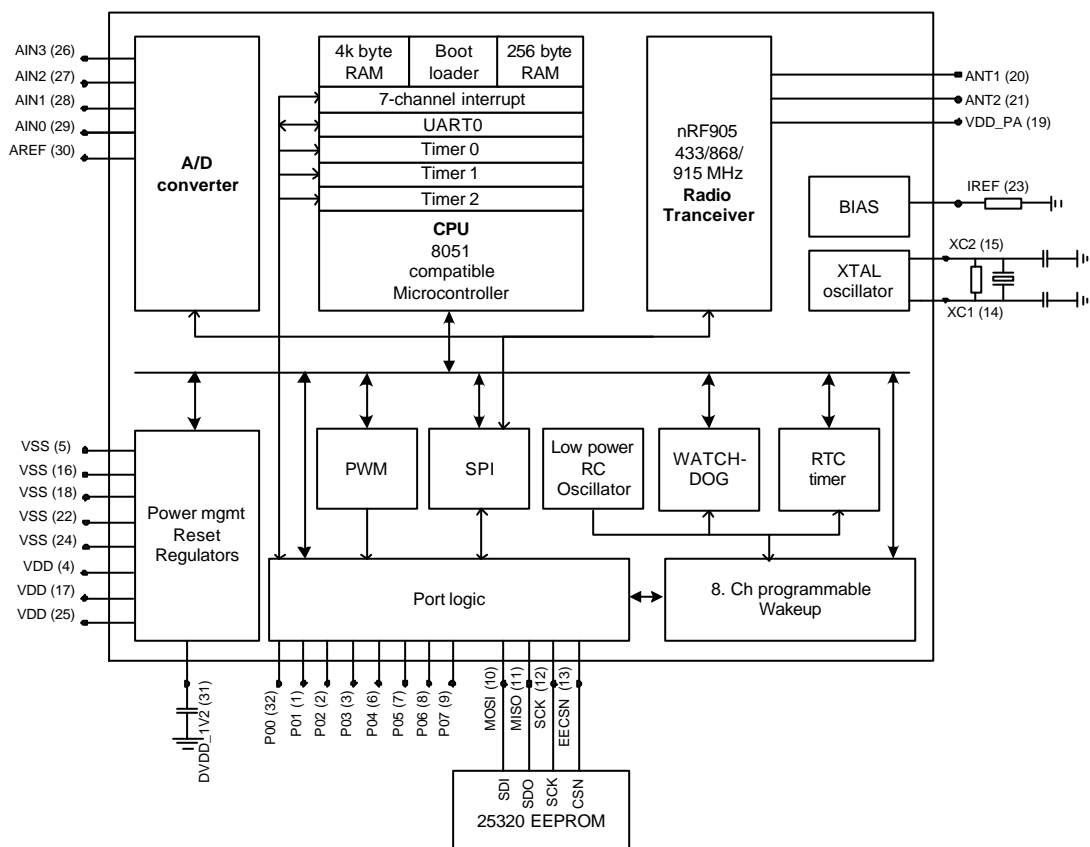 AIN3 (26)
AIN2 (27)
AIN1 (28)
AIN0 (29)
AREF (30)
A/D
converter
4k byte
RAM
Boot
loader
256 byte
RAM
7-channel interrupt
UART0
Timer 0
Timer 1
Timer 2
CPU
8051
compatible
Microcontroller
nRF905
433/868/
915 MHz
Radio
Tranceiver
ANT1 (20)
ANT2 (21)
VDD_PA (19)
BIAS
IREF (23)
XTAL
oscillator
XC2 (15)
XC1 (14)
VSS (5)
VSS (16)
VSS (18)
VSS (22)
VSS (24)
VDD (4)
VDD (17)
VDD (25)
Power mgmt
Reset
Regulators
PWM
SPI
Low power
RC
Oscillator
WATCH-
DOG
RTC
timer
Port logic
8. Ch programmable
Wakeup
DVDD_1V2 (31)
P00 (32)
P01 (1)
P02 (2)
P03 (3)
P04 (6)
P05 (7)
P06 (8)
P07 (9)
MOSI (10)
MISO (11)
SCK (12)
EECSN (13)
SDI
SDO
SCK
CSN
25320 EEPROM